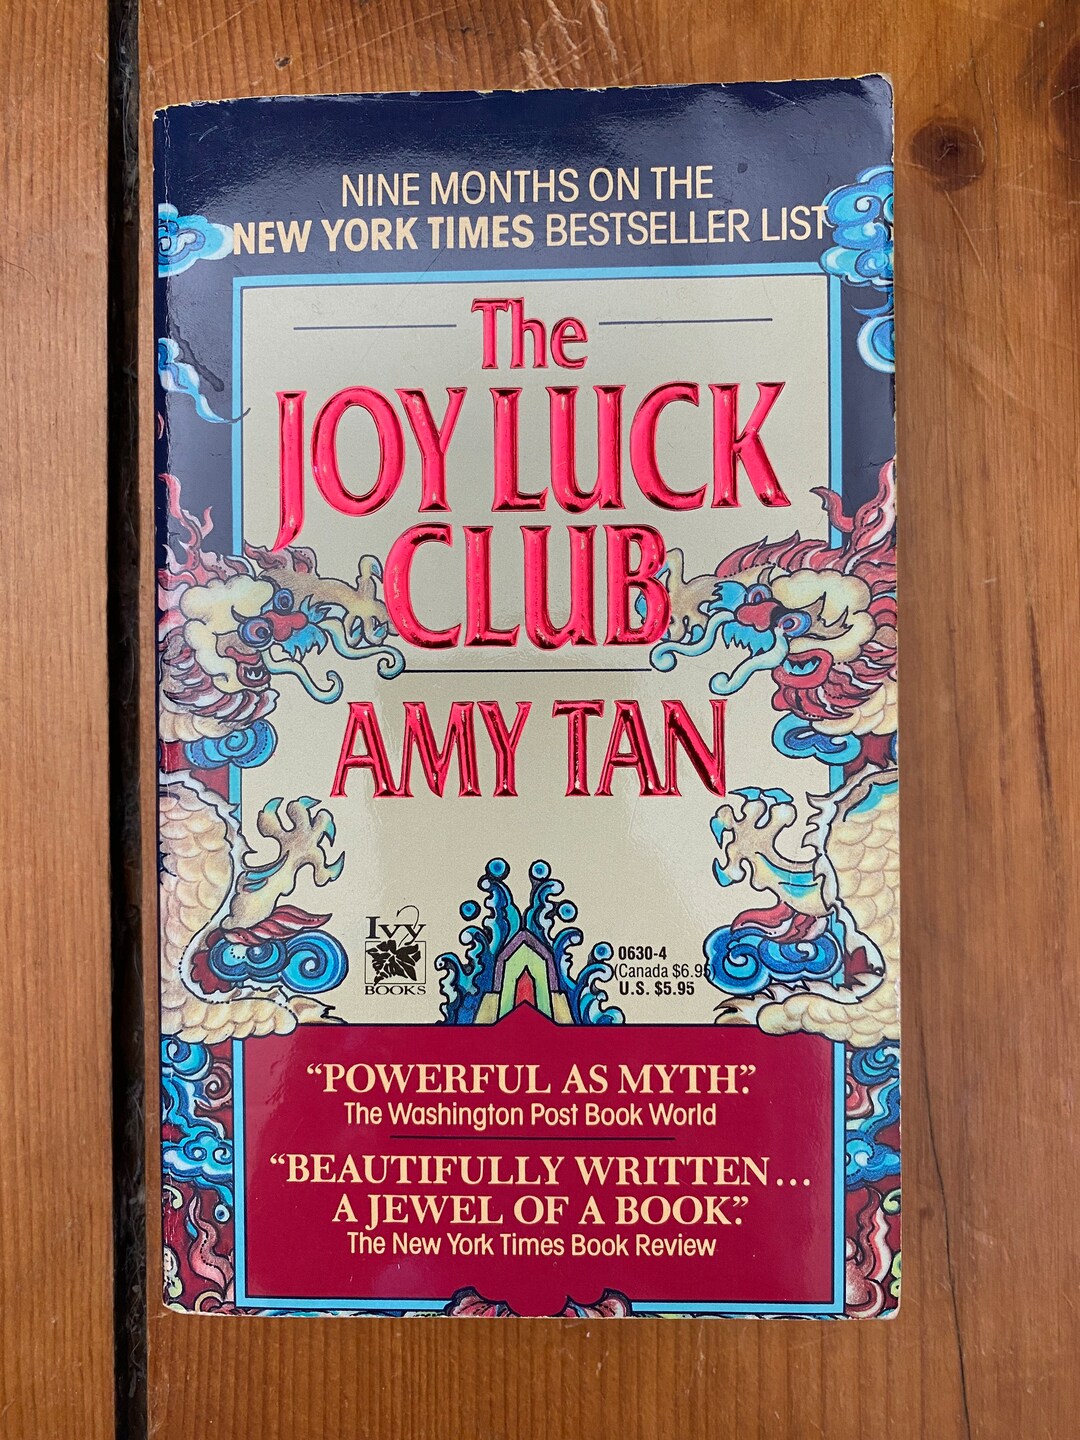 NINE MONTHS ON THE
NEW YORK TIMES BESTSELLER LIST
The
JOY LUCK
CLUB
AMY TAN
Ivy
BOOKS
0630-4
(Canada $6.95)
U.S. $5.95
“POWERFUL AS MYTH.”
The Washington Post Book World
“BEAUTIFULLY WRITTEN...
A JEWEL OF A BOOK.”
The New York Times Book Review